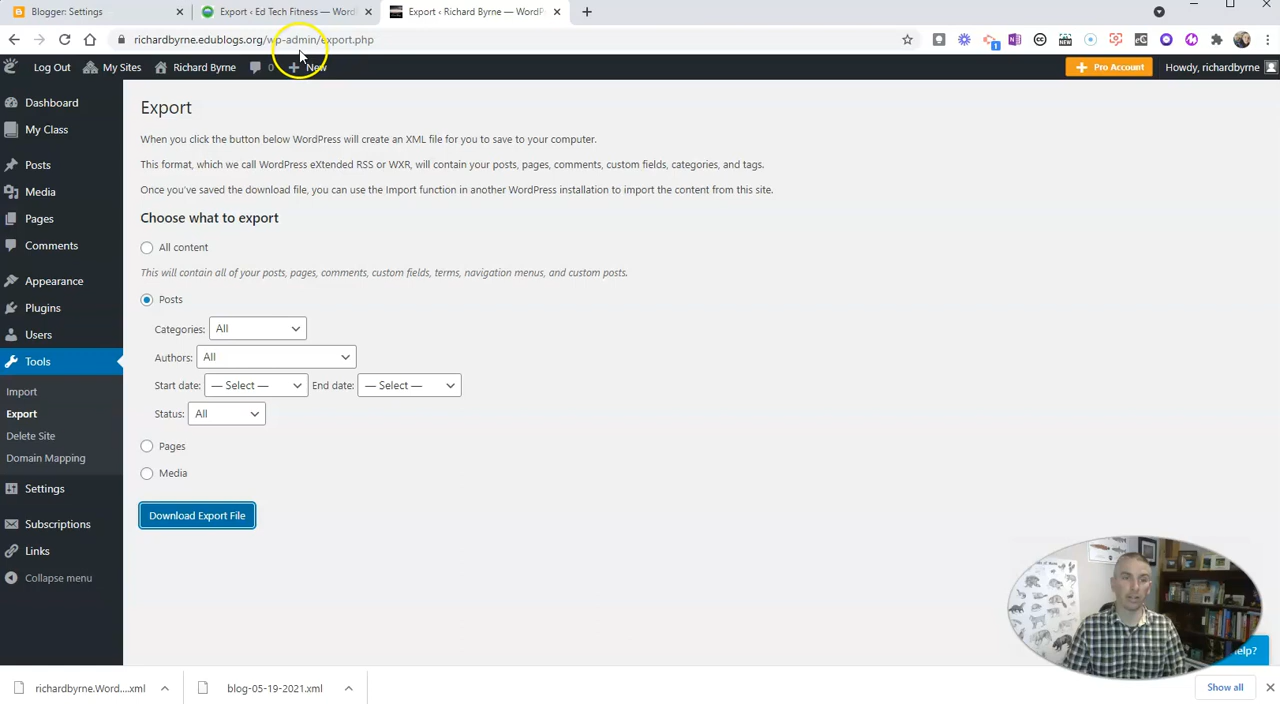 Blogger: Settings
Export ‹ Ed Tech Fitness — Word
Export ‹ Richard Byrne — WordP
richardbyrne.edublogs.org/wp-admin/export.php
Log Out
My Sites
Richard Byrne
0
New
Pro Account
Howdy, richardbyrne
Dashboard
My Class
Posts
Media
Pages
Comments
Appearance
Plugins
Users
Tools
Import
Export
Delete Site
Domain Mapping
Settings
Subscriptions
Links
Collapse menu
Export
When you click the button below WordPress will create an XML file for you to save to your computer.
This format, which we call WordPress eXtended RSS or WXR, will contain your posts, pages, comments, custom fields, categories, and tags.
Once you've saved the download file, you can use the Import function in another WordPress installation to import the content from this site.
Choose what to export
All content
This will contain all of your posts, pages, comments, custom fields, terms, navigation menus, and custom posts.
Posts
Categories: All
Authors: All
Start date: — Select — End date: — Select —
Status: All
Pages
Media
Download Export File
elp?
richardbyrne.Word....xml
blog-05-19-2021.xml
Show all